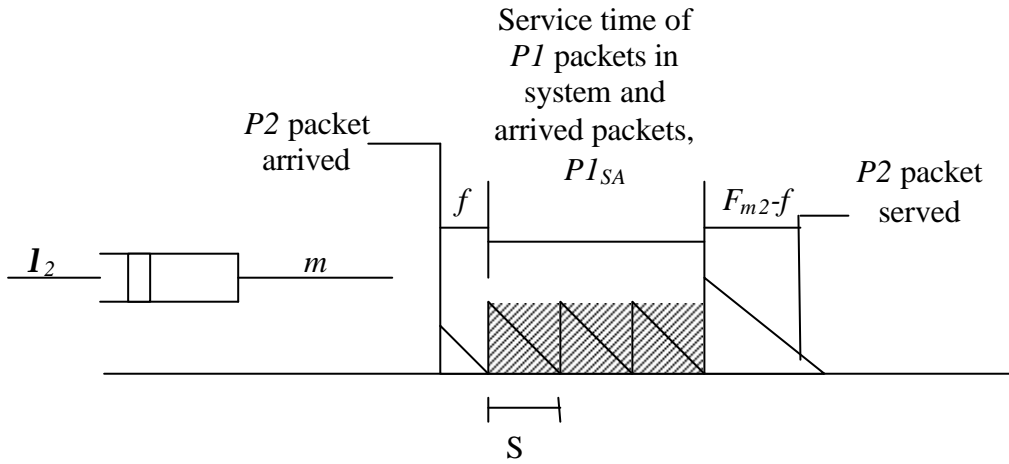 Service time of
P1 packets in
system and
arrived packets,
P1SA
P2 packet
arrived
f
Fm2-f
P2 packet
served
l2
m
S